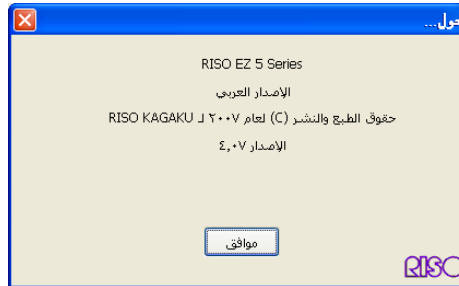 حول...
RISO EZ 5 Series
الإصدار العربي
حقوق الطبع والنشر (C) لعام ٢٠٠٧ لـ RISO KAGAKU
الإصدار ٤,٠٧
موافق
RISO